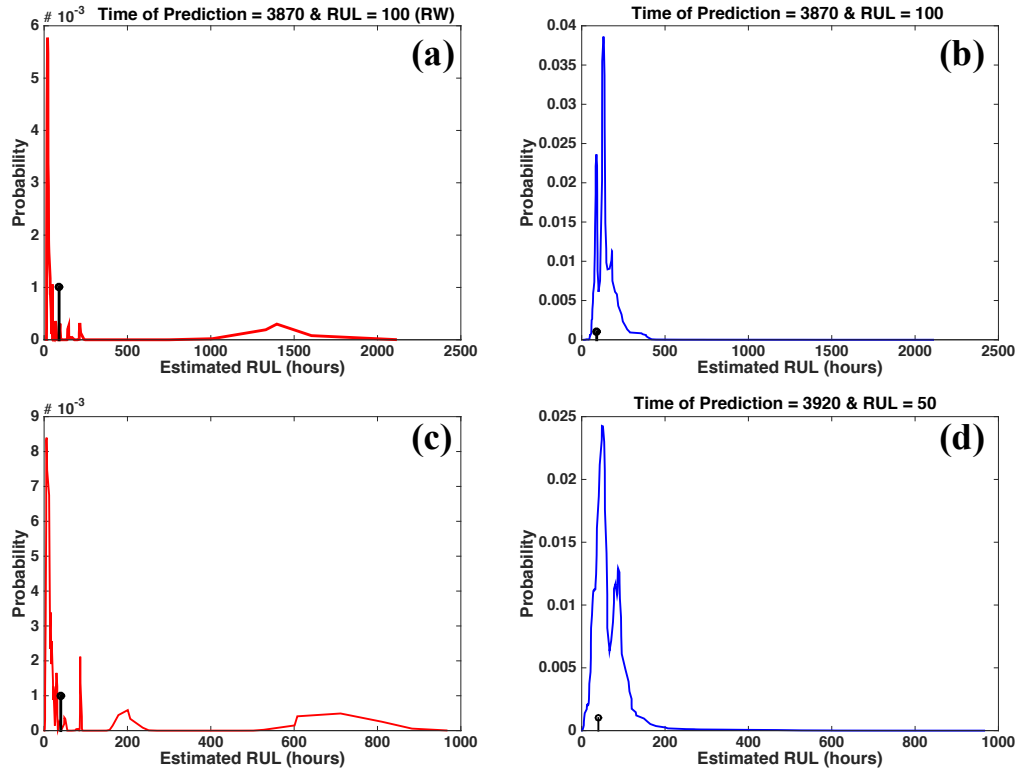 # 10^-3 Time of Prediction = 3870 & RUL = 100 (RW)
(a)
6
5
4
3
2
1
0
Probability
0 500 1000 1500 2000 2500
Estimated RUL (hours)
Time of Prediction = 3870 & RUL = 100
(b)
0.04
0.035
0.03
0.025
0.02
0.015
0.01
0.005
0
Probability
0 500 1000 1500 2000 2500
Estimated RUL (hours)
# 10^-3
(c)
9
8
7
6
5
4
3
2
1
0
Probability
0 200 400 600 800 1000
Estimated RUL (hours)
Time of Prediction = 3920 & RUL = 50
(d)
0.025
0.02
0.015
0.01
0.005
0
Probability
0 200 400 600 800 1000
Estimated RUL (hours)